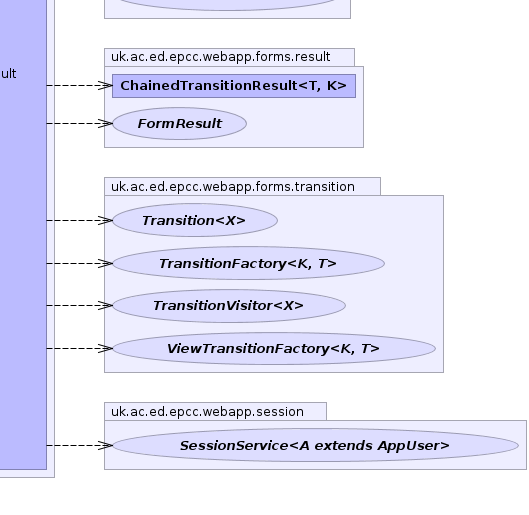 uk.ac.ed.epcc.webapp.forms.result
ult
ChainedTransitionResult<T, K>
FormResult
uk.ac.ed.epcc.webapp.forms.transition
Transition<X>
TransitionFactory<K, T>
TransitionVisitor<X>
ViewTransitionFactory<K, T>
uk.ac.ed.epcc.webapp.session
SessionService<A extends AppUser>